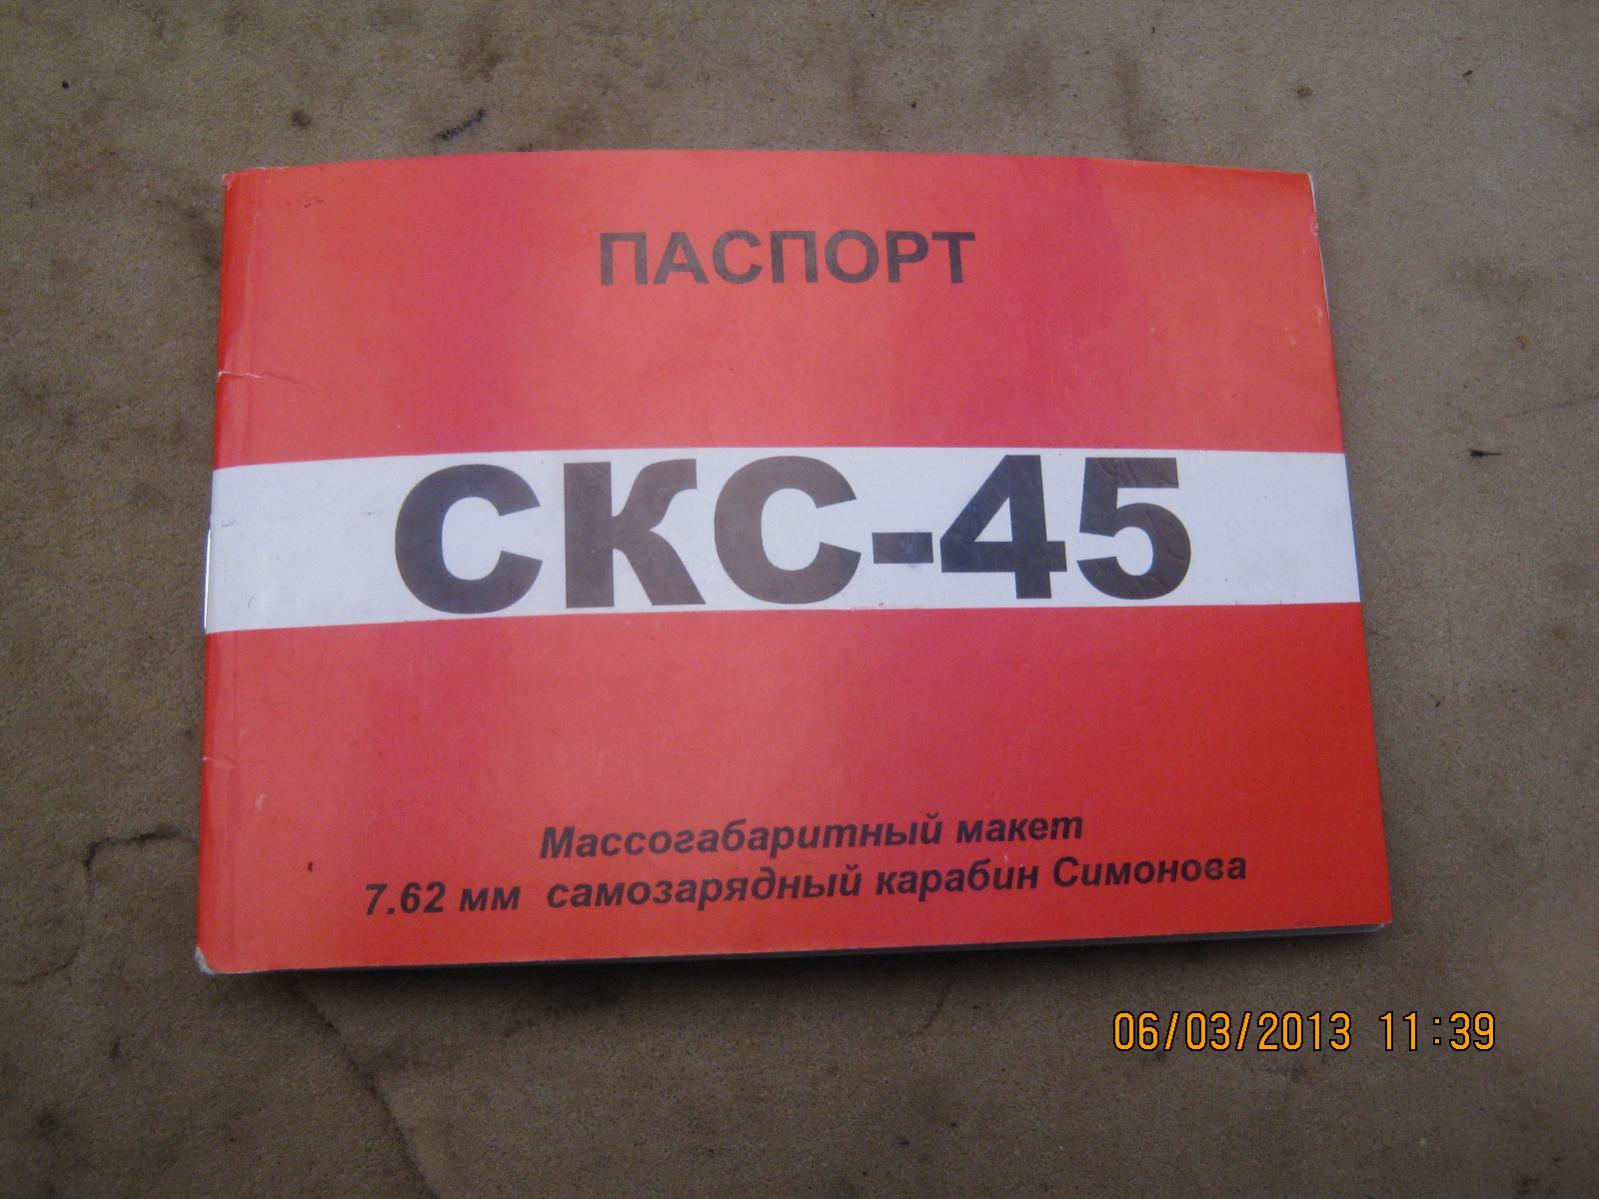 ПАСПОРТ
СКС-45
Массогабаритный макет
7.62 мм самозарядный карабин Симонова
06/03/2013 11:39